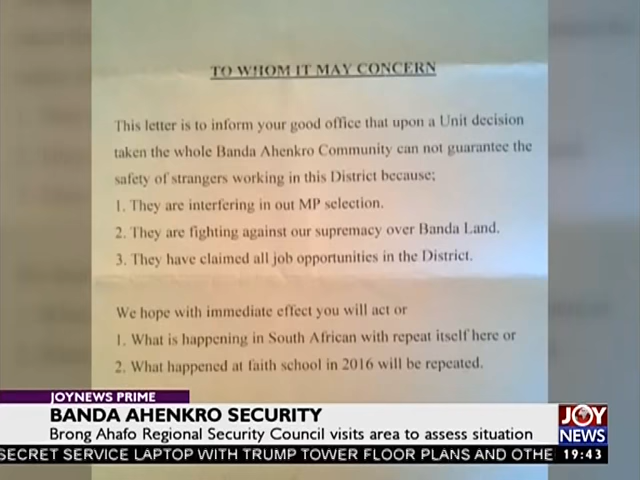 TO WHOM IT MAY CONCERN
This letter is to inform your good office that upon a Unit decision
taken the whole Banda Ahenkro Community can not guarantee the
safety of strangers working in this District because;
1. They are interfering in out MP selection.
2. They are fighting against our supremacy over Banda Land.
3. They have claimed all job opportunities in the District.
We hope with immediate effect you will act or
1. What is happening in South African with repeat itself here or
2. What happened at faith school in 2016 will be repeated.
JOYNEWS PRIME
BANDA AHENKRO SECURITY
Brong Ahafo Regional Security Council visits area to assess situation
JOY
NEWS
SECRET SERVICE LAPTOP WITH TRUMP TOWER FLOOR PLANS AND OTHE
19:43